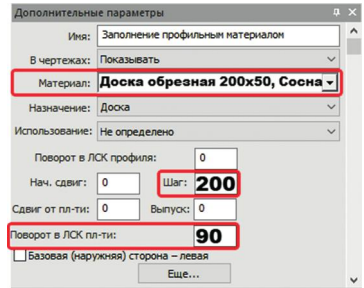 Дополнительные параметры
Имя: Заполнение профильным материалом
В чертежах: Показывать
Материал: Доска обрезная 200х50, Сосна
Назначение: Доска
Использование: Не определено
Поворот в ЛСК профиля: 0
Нач. сдвиг: 0 Шаг: 200
Сдвиг от пл-ти: 0 Выпуск: 0
Поворот в ЛСК пл-ти: 90
Базовая (наружняя) сторона – левая
Еще...